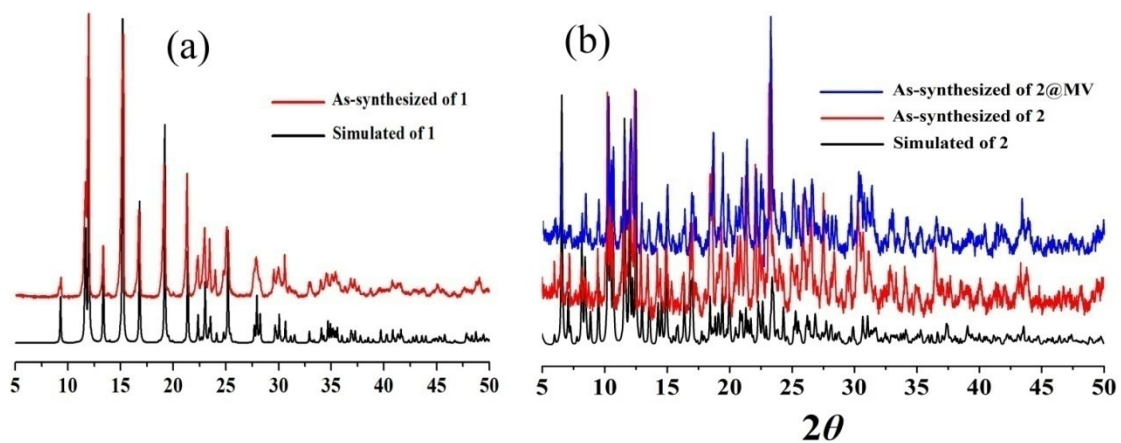 (a)
As-synthesized of 1
Simulated of 1
5 10 15 20 25 30 35 40 45 50
(b)
As-synthesized of 2@MV
As-synthesized of 2
Simulated of 2
5 10 15 20 25 30 35 40 45 50
2θ